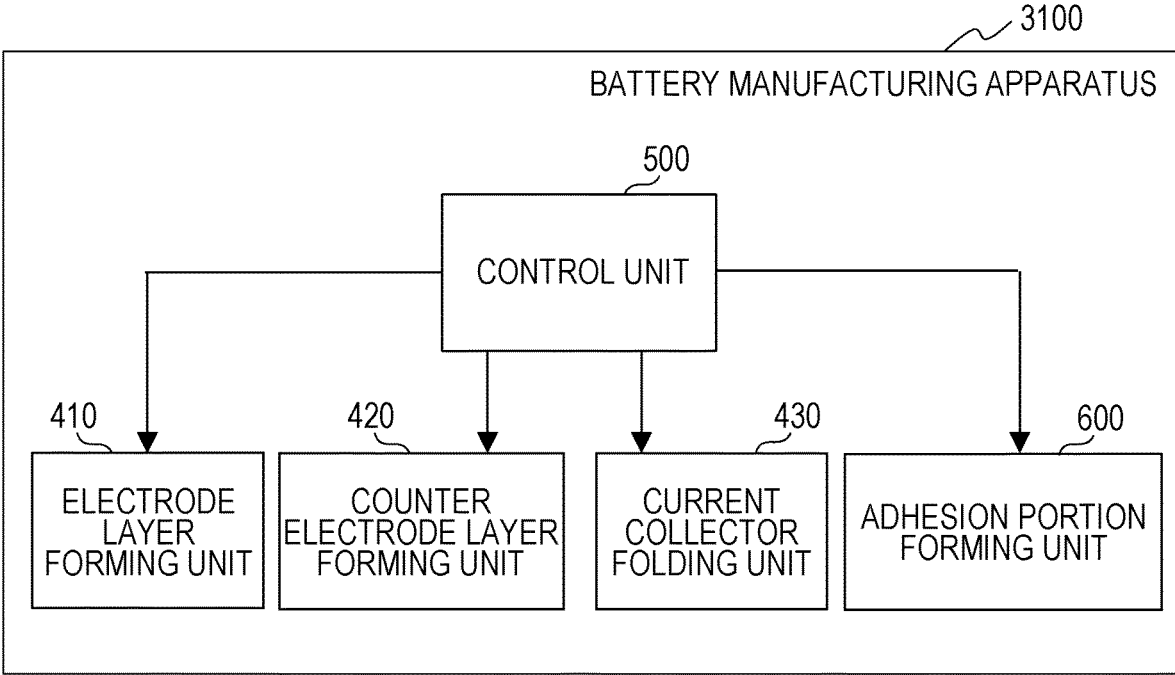 3100
BATTERY MANUFACTURING APPARATUS
500
CONTROL UNIT
410
ELECTRODE
LAYER
FORMING UNIT
420
COUNTER
ELECTRODE LAYER
FORMING UNIT
430
CURRENT
COLLECTOR
FOLDING UNIT
600
ADHESION PORTION
FORMING UNIT